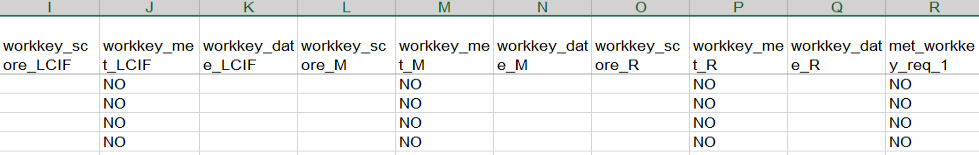 I J K L M N O P Q R
workkey_sc workkey_me workkey_dat workkey_sc workkey_me workkey_dat workkey_sc workkey_me workkey_dat met_workke
ore_LCIF t_LCIF e_LCIF ore_M t_M e_M ore_R t_R e_R y_req_1
NO NO NO NO
NO NO NO NO
NO NO NO NO
NO NO NO NO